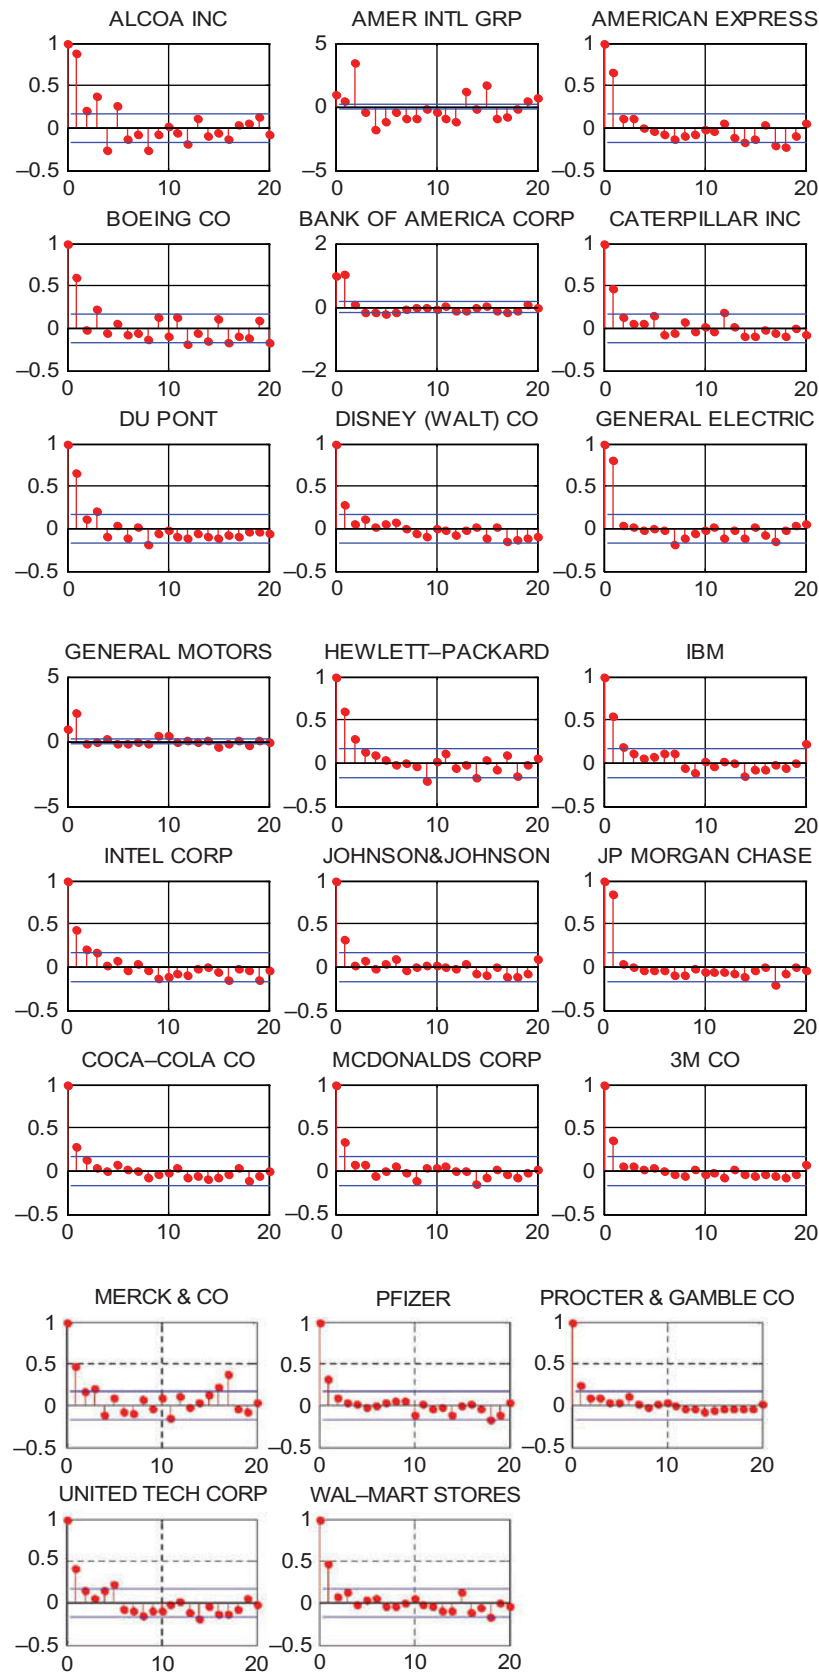 ALCOA INC AMER INTL GRP AMERICAN EXPRESS
1 5 1
0.5 0.5
0 0 0
–0.5 –5 –0.5
0 10 20 0 10 20 0 10 20
BOEING CO BANK OF AMERICA CORP CATERPILLAR INC
1 2 1
0.5 0.5
0 0 0
–0.5 –2 –0.5
0 10 20 0 10 20 0 10 20
DU PONT DISNEY (WALT) CO GENERAL ELECTRIC
1 1 1
0.5 0.5 0.5
0 0 0
–0.5 –0.5 –0.5
0 10 20 0 10 20 0 10 20
GENERAL MOTORS HEWLETT–PACKARD IBM
5 1 1
0.5 0.5
0 0 0
–5 –0.5 –0.5
0 10 20 0 10 20 0 10 20
INTEL CORP JOHNSON&JOHNSON JP MORGAN CHASE
1 1 1
0.5 0.5 0.5
0 0 0
–0.5 –0.5 –0.5
0 10 20 0 10 20 0 10 20
COCA–COLA CO MCDONALDS CORP 3M CO
1 1 1
0.5 0.5 0.5
0 0 0
–0.5 –0.5 –0.5
0 10 20 0 10 20 0 10 20
MERCK & CO PFIZER PROCTER & GAMBLE CO
1 1 1
0.5 0.5 0.5
0 0 0
–0.5 –0.5 –0.5
0 10 20 0 10 20 0 10 20
UNITED TECH CORP WAL–MART STORES
1 1
0.5 0.5
0 0
–0.5 –0.5
0 10 20 0 10 20